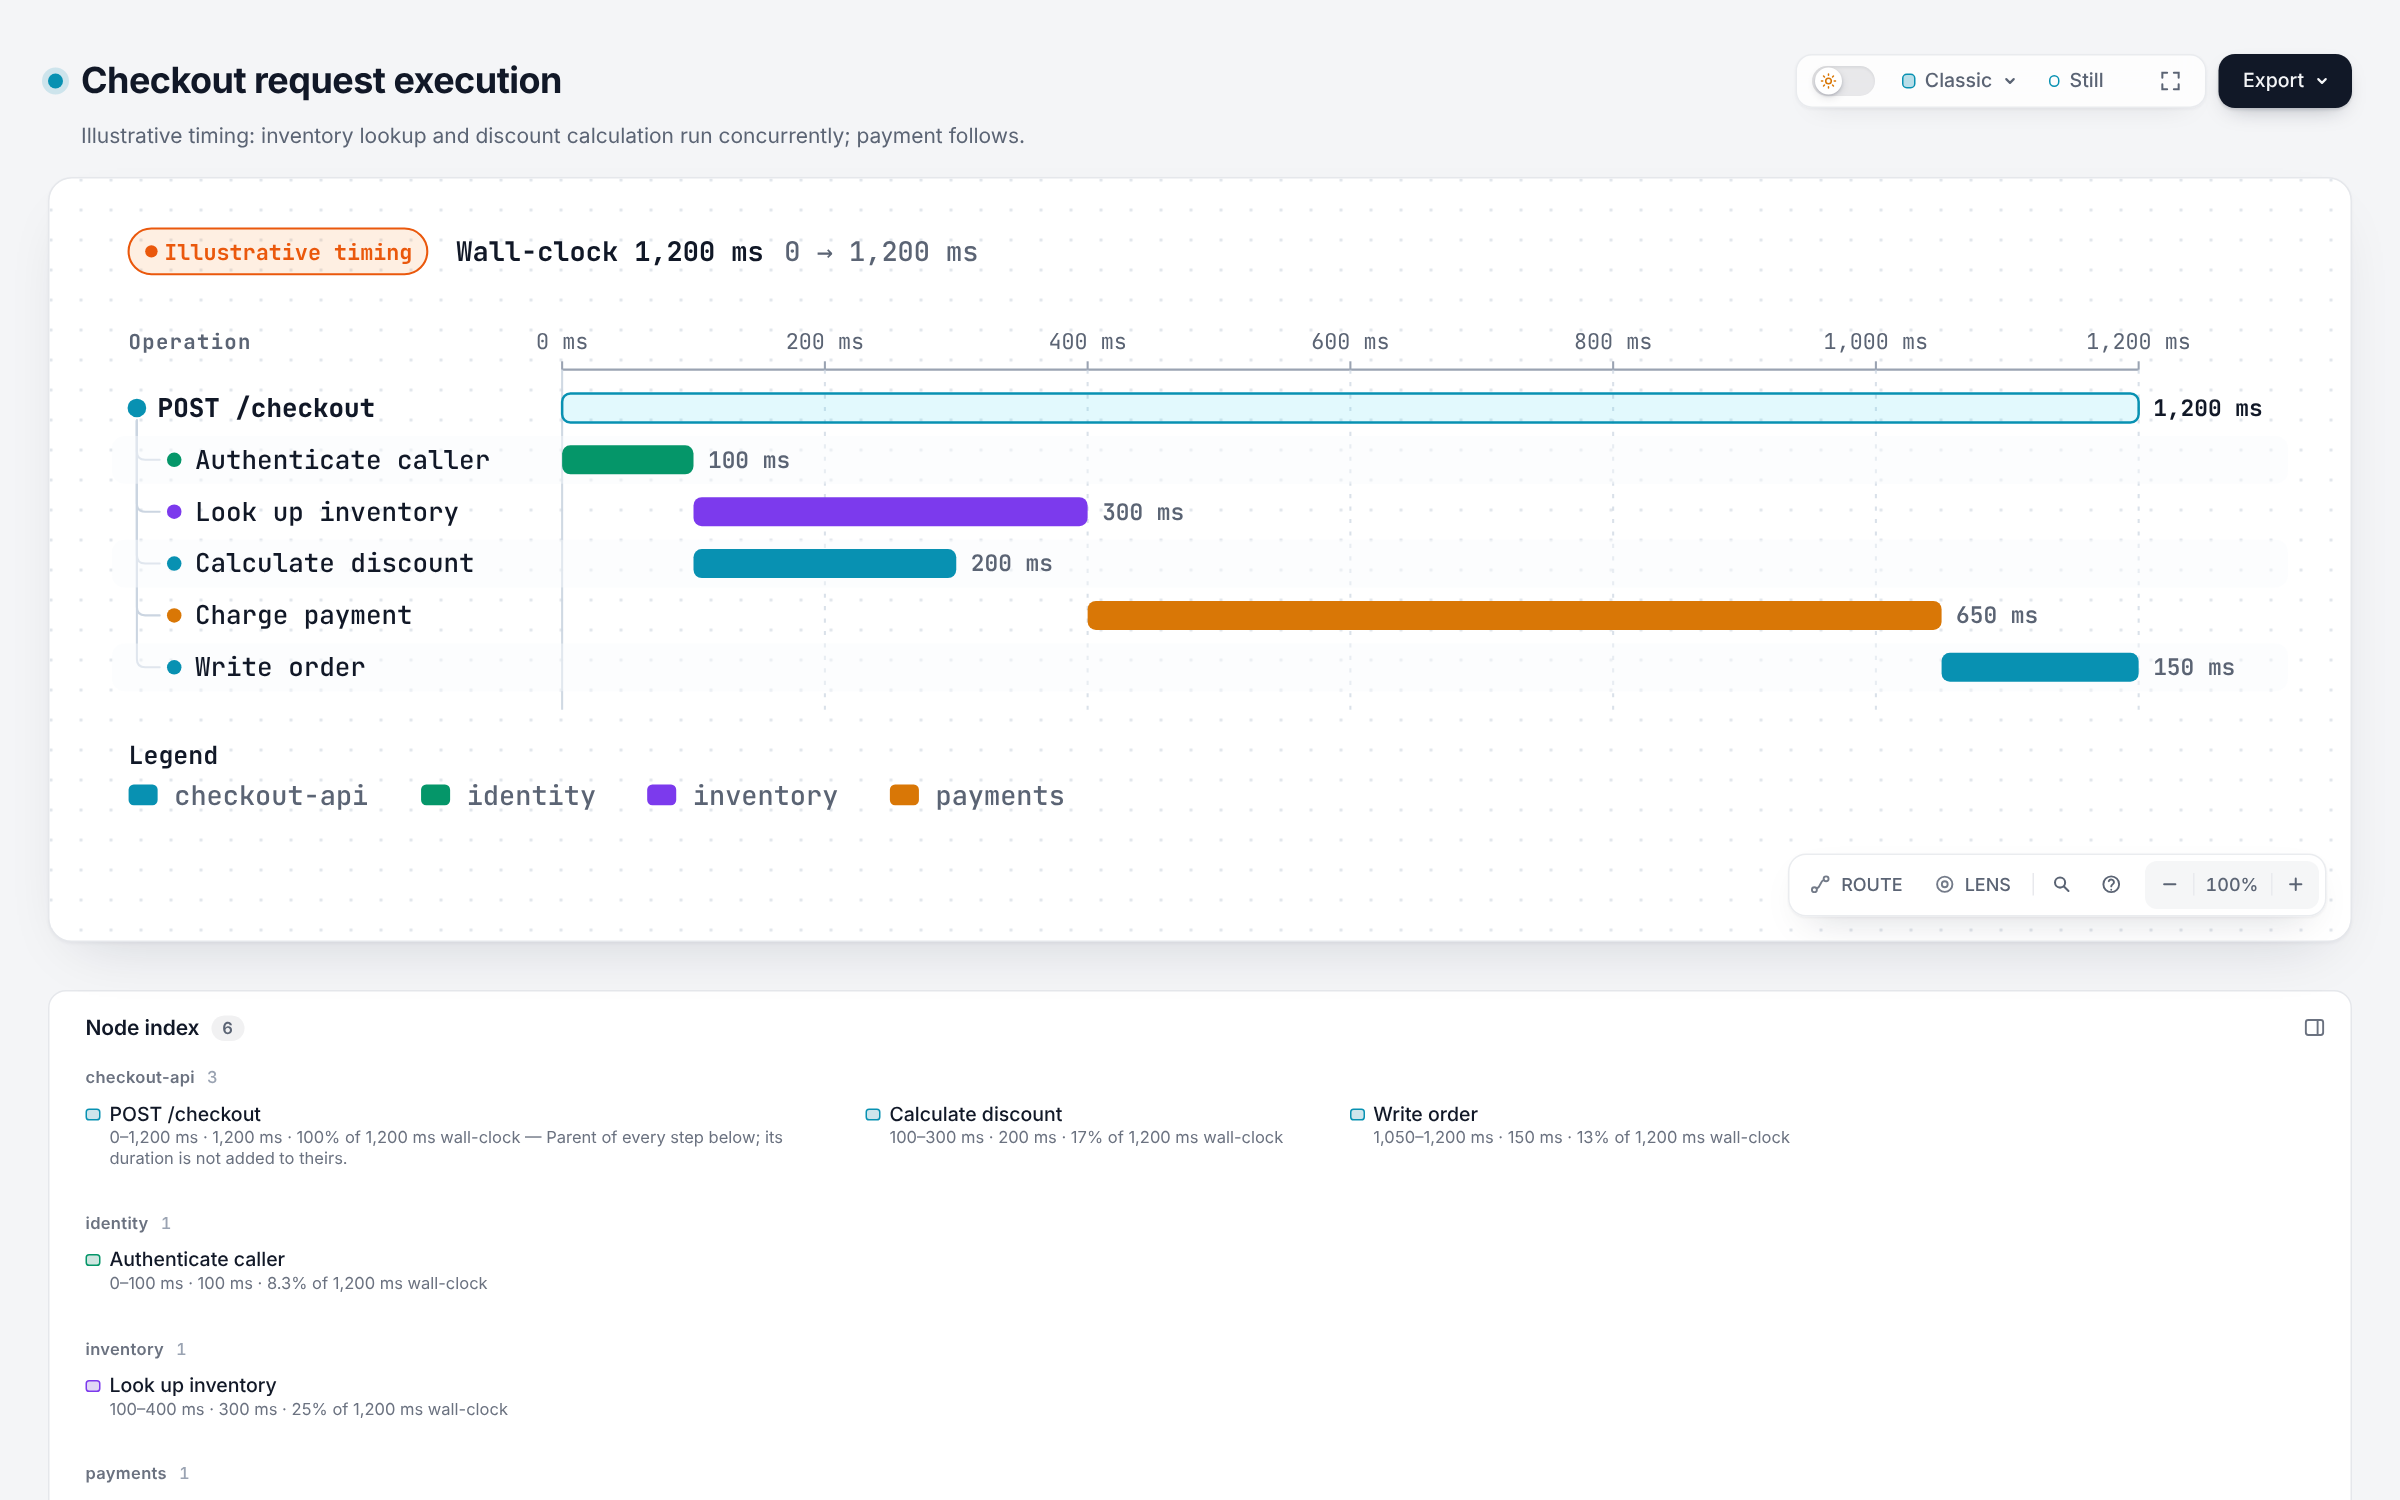 Checkout request execution
Classic
Still
Export
Illustrative timing: inventory lookup and discount calculation run concurrently; payment follows.
Illustrative timing Wall-clock 1,200 ms 0 → 1,200 ms
Operation 0 ms 200 ms 400 ms 600 ms 800 ms 1,000 ms 1,200 ms
POST /checkout 1,200 ms
Authenticate caller 100 ms
Look up inventory 300 ms
Calculate discount 200 ms
Charge payment 650 ms
Write order 150 ms
Legend
checkout-api identity inventory payments
ROUTE LENS − 100% +
Node index 6
checkout-api 3
POST /checkout
0–1,200 ms · 1,200 ms · 100% of 1,200 ms wall-clock — Parent of every step below; its
duration is not added to theirs.
Calculate discount
100–300 ms · 200 ms · 17% of 1,200 ms wall-clock
Write order
1,050–1,200 ms · 150 ms · 13% of 1,200 ms wall-clock
identity 1
Authenticate caller
0–100 ms · 100 ms · 8.3% of 1,200 ms wall-clock
inventory 1
Look up inventory
100–400 ms · 300 ms · 25% of 1,200 ms wall-clock
payments 1